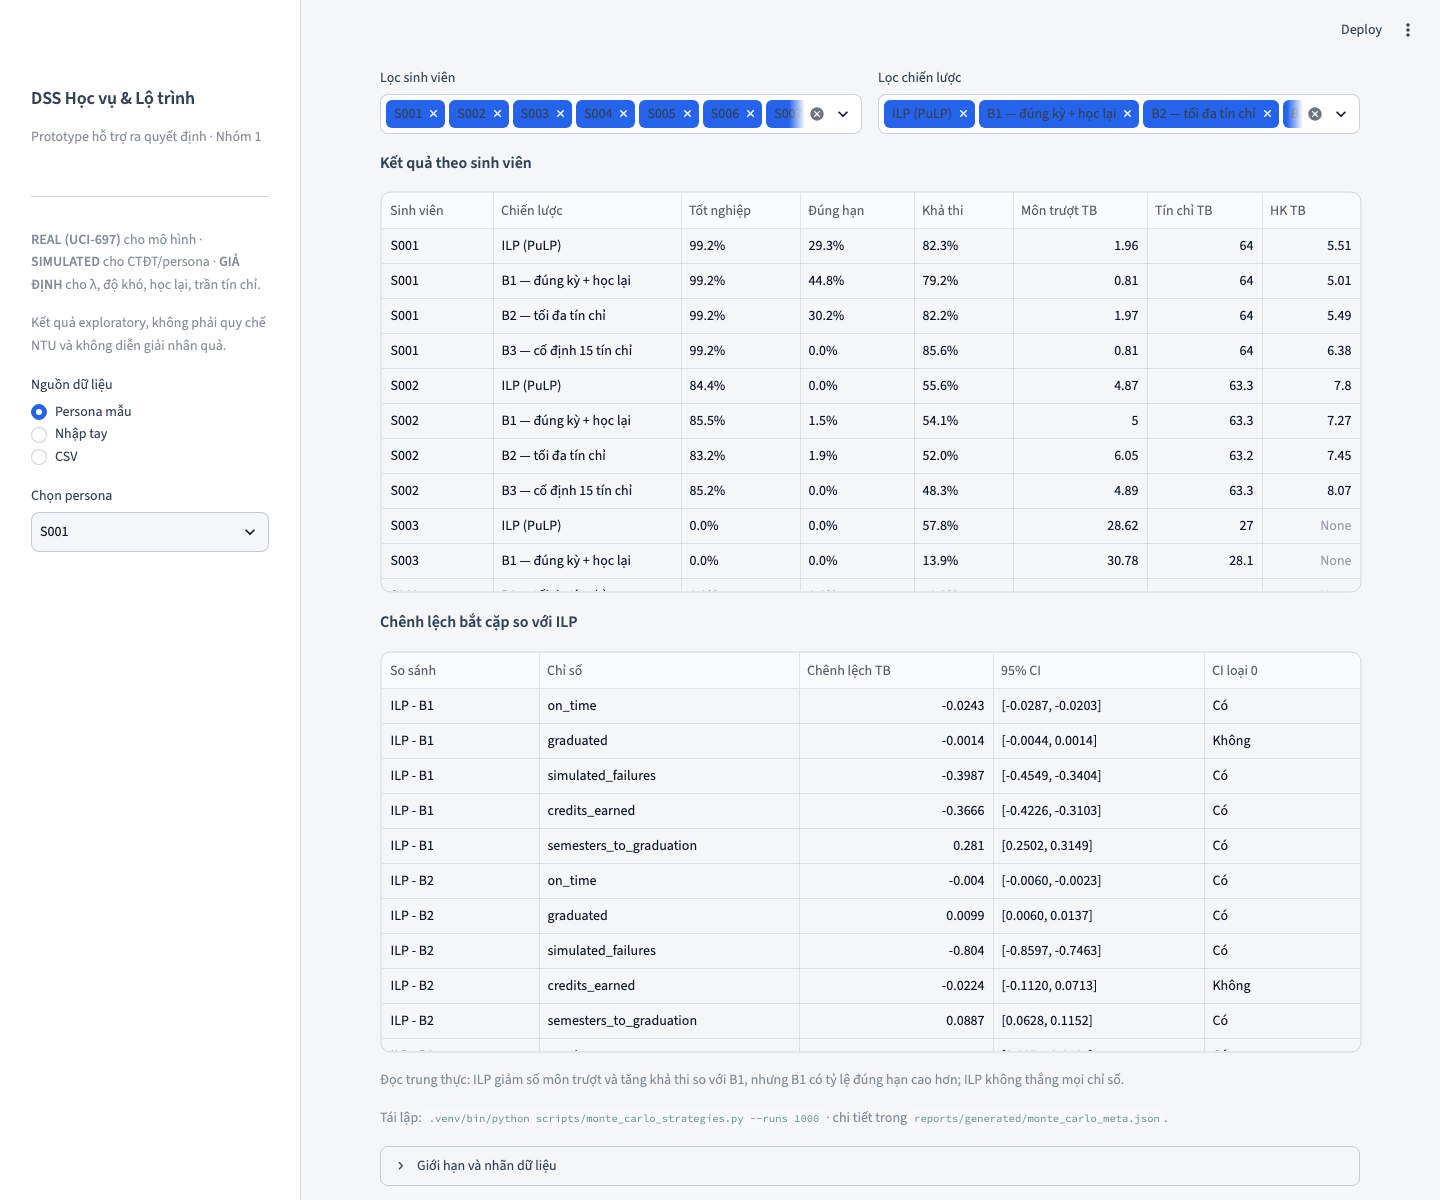 Deploy
DSS Học vụ & Lộ trình
Prototype hỗ trợ ra quyết định · Nhóm 1
REAL (UCI-697) cho mô hình ·
SIMULATED cho CTĐT/persona · GIẢ
ĐỊNH cho λ, độ khó, học lại, trần tín chỉ.
Kết quả exploratory, không phải quy chế
NTU và không diễn giải nhân quả.
Nguồn dữ liệu
Persona mẫu
Nhập tay
CSV
Chọn persona
S001
Lọc sinh viên
S001 S002 S003 S004 S005 S006 S007
Lọc chiến lược
ILP (PuLP) B1 — đúng kỳ + học lại B2 — tối đa tín chỉ
Kết quả theo sinh viên
Sinh viên Chiến lược Tốt nghiệp Đúng hạn Khả thi Môn trượt TB Tín chỉ TB HK TB
S001 ILP (PuLP) 99.2% 29.3% 82.3% 1.96 64 5.51
S001 B1 — đúng kỳ + học lại 99.2% 44.8% 79.2% 0.81 64 5.01
S001 B2 — tối đa tín chỉ 99.2% 30.2% 82.2% 1.97 64 5.49
S001 B3 — cố định 15 tín chỉ 99.2% 0.0% 85.6% 0.81 64 6.38
S002 ILP (PuLP) 84.4% 0.0% 55.6% 4.87 63.3 7.8
S002 B1 — đúng kỳ + học lại 85.5% 1.5% 54.1% 5 63.3 7.27
S002 B2 — tối đa tín chỉ 83.2% 1.9% 52.0% 6.05 63.2 7.45
S002 B3 — cố định 15 tín chỉ 85.2% 0.0% 48.3% 4.89 63.3 8.07
S003 ILP (PuLP) 0.0% 0.0% 57.8% 28.62 27 None
S003 B1 — đúng kỳ + học lại 0.0% 0.0% 13.9% 30.78 28.1 None
Chênh lệch bắt cặp so với ILP
So sánh Chỉ số Chênh lệch TB 95% CI CI loại 0
ILP - B1 on_time -0.0243 [-0.0287, -0.0203] Có
ILP - B1 graduated -0.0014 [-0.0044, 0.0014] Không
ILP - B1 simulated_failures -0.3987 [-0.4549, -0.3404] Có
ILP - B1 credits_earned -0.3666 [-0.4226, -0.3103] Có
ILP - B1 semesters_to_graduation 0.281 [0.2502, 0.3149] Có
ILP - B2 on_time -0.004 [-0.0060, -0.0023] Có
ILP - B2 graduated 0.0099 [0.0060, 0.0137] Có
ILP - B2 simulated_failures -0.804 [-0.8597, -0.7463] Có
ILP - B2 credits_earned -0.0224 [-0.1120, 0.0713] Không
ILP - B2 semesters_to_graduation 0.0887 [0.0628, 0.1152] Có
Đọc trung thực: ILP giảm số môn trượt và tăng khả thi so với B1, nhưng B1 có tỷ lệ đúng hạn cao hơn; ILP không thắng mọi chỉ số.
Tái lập: .venv/bin/python scripts/monte_carlo_strategies.py --runs 1000 · chi tiết trong reports/generated/monte_carlo_meta.json.
Giới hạn và nhãn dữ liệu